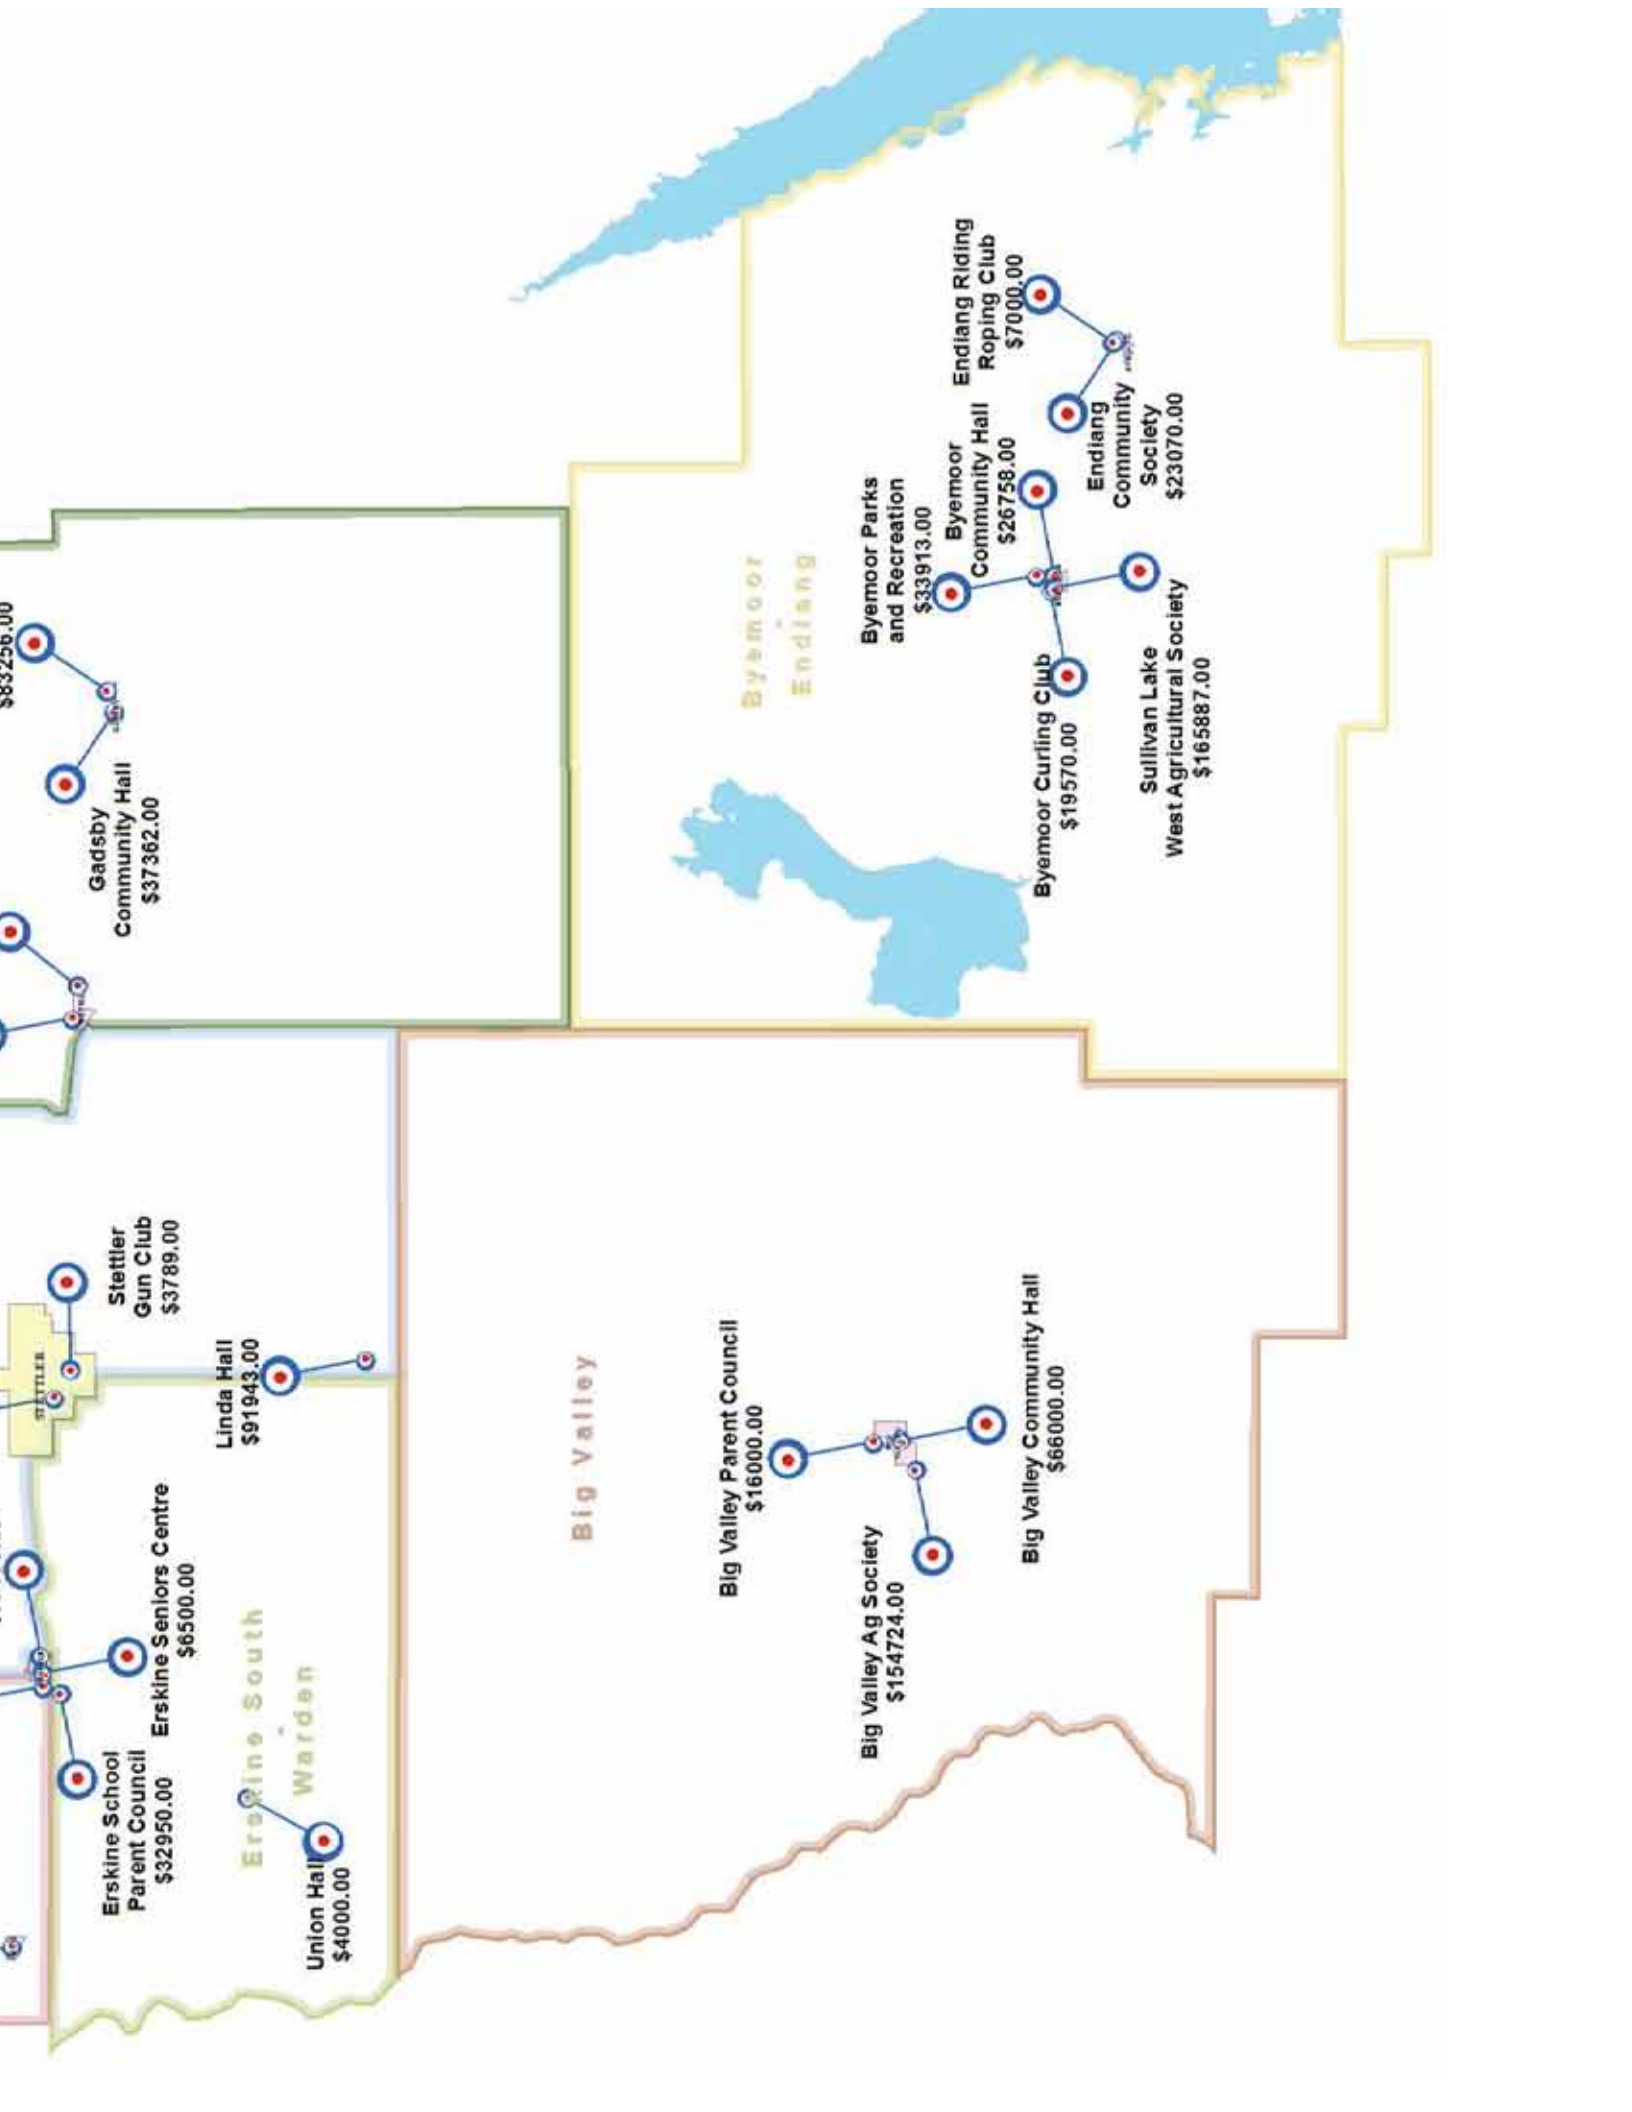 $83256.00
Gadsby
Community Hall
$37362.00
STETTLER
Stettler
Gun Club
$3789.00
Linda Hall
$91943.00
Erskine Seniors Centre
$6500.00
Erskine School
Parent Council
$32950.00
Erskine South
-
Warden
Union Hall
$4000.00
Big Valley
Big Valley Parent Council
$16000.00
Big Valley Ag Society
$154724.00
Big Valley Community Hall
$66000.00
Byemoor
-
Endiang
Byemoor Parks
and Recreation
$33913.00
Byemoor
Community Hall
$26758.00
Endiang Riding
Roping Club
$7000.00
Endiang
Community
Society
$23070.00
Byemoor Curling Club
$19570.00
Sullivan Lake
West Agricultural Society
$165887.00